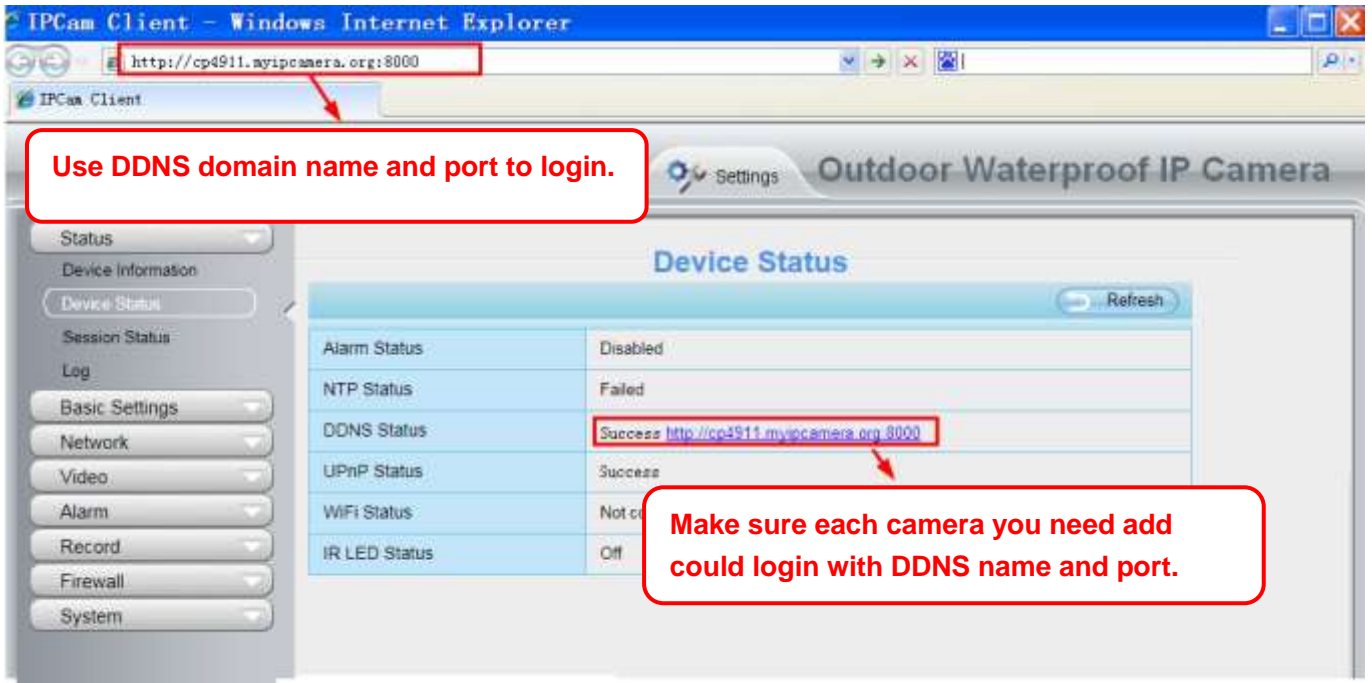 IPCam Client - Windows Internet Explorer
http://cp4911.myipcamera.org:8000
IPCam Client
Use DDNS domain name and port to login.
Settings
Outdoor Waterproof IP Camera
Status
Device Information
Device Status
Session Status
Log
Basic Settings
Network
Video
Alarm
Record
Firewall
System
Device Status
Refresh
Alarm Status Disabled
NTP Status Failed
DDNS Status Success http://cp4911.myipcamera.org:8000
UPnP Status Success
WiFi Status Not
IR LED Status Off
Make sure each camera you need add
could login with DDNS name and port.